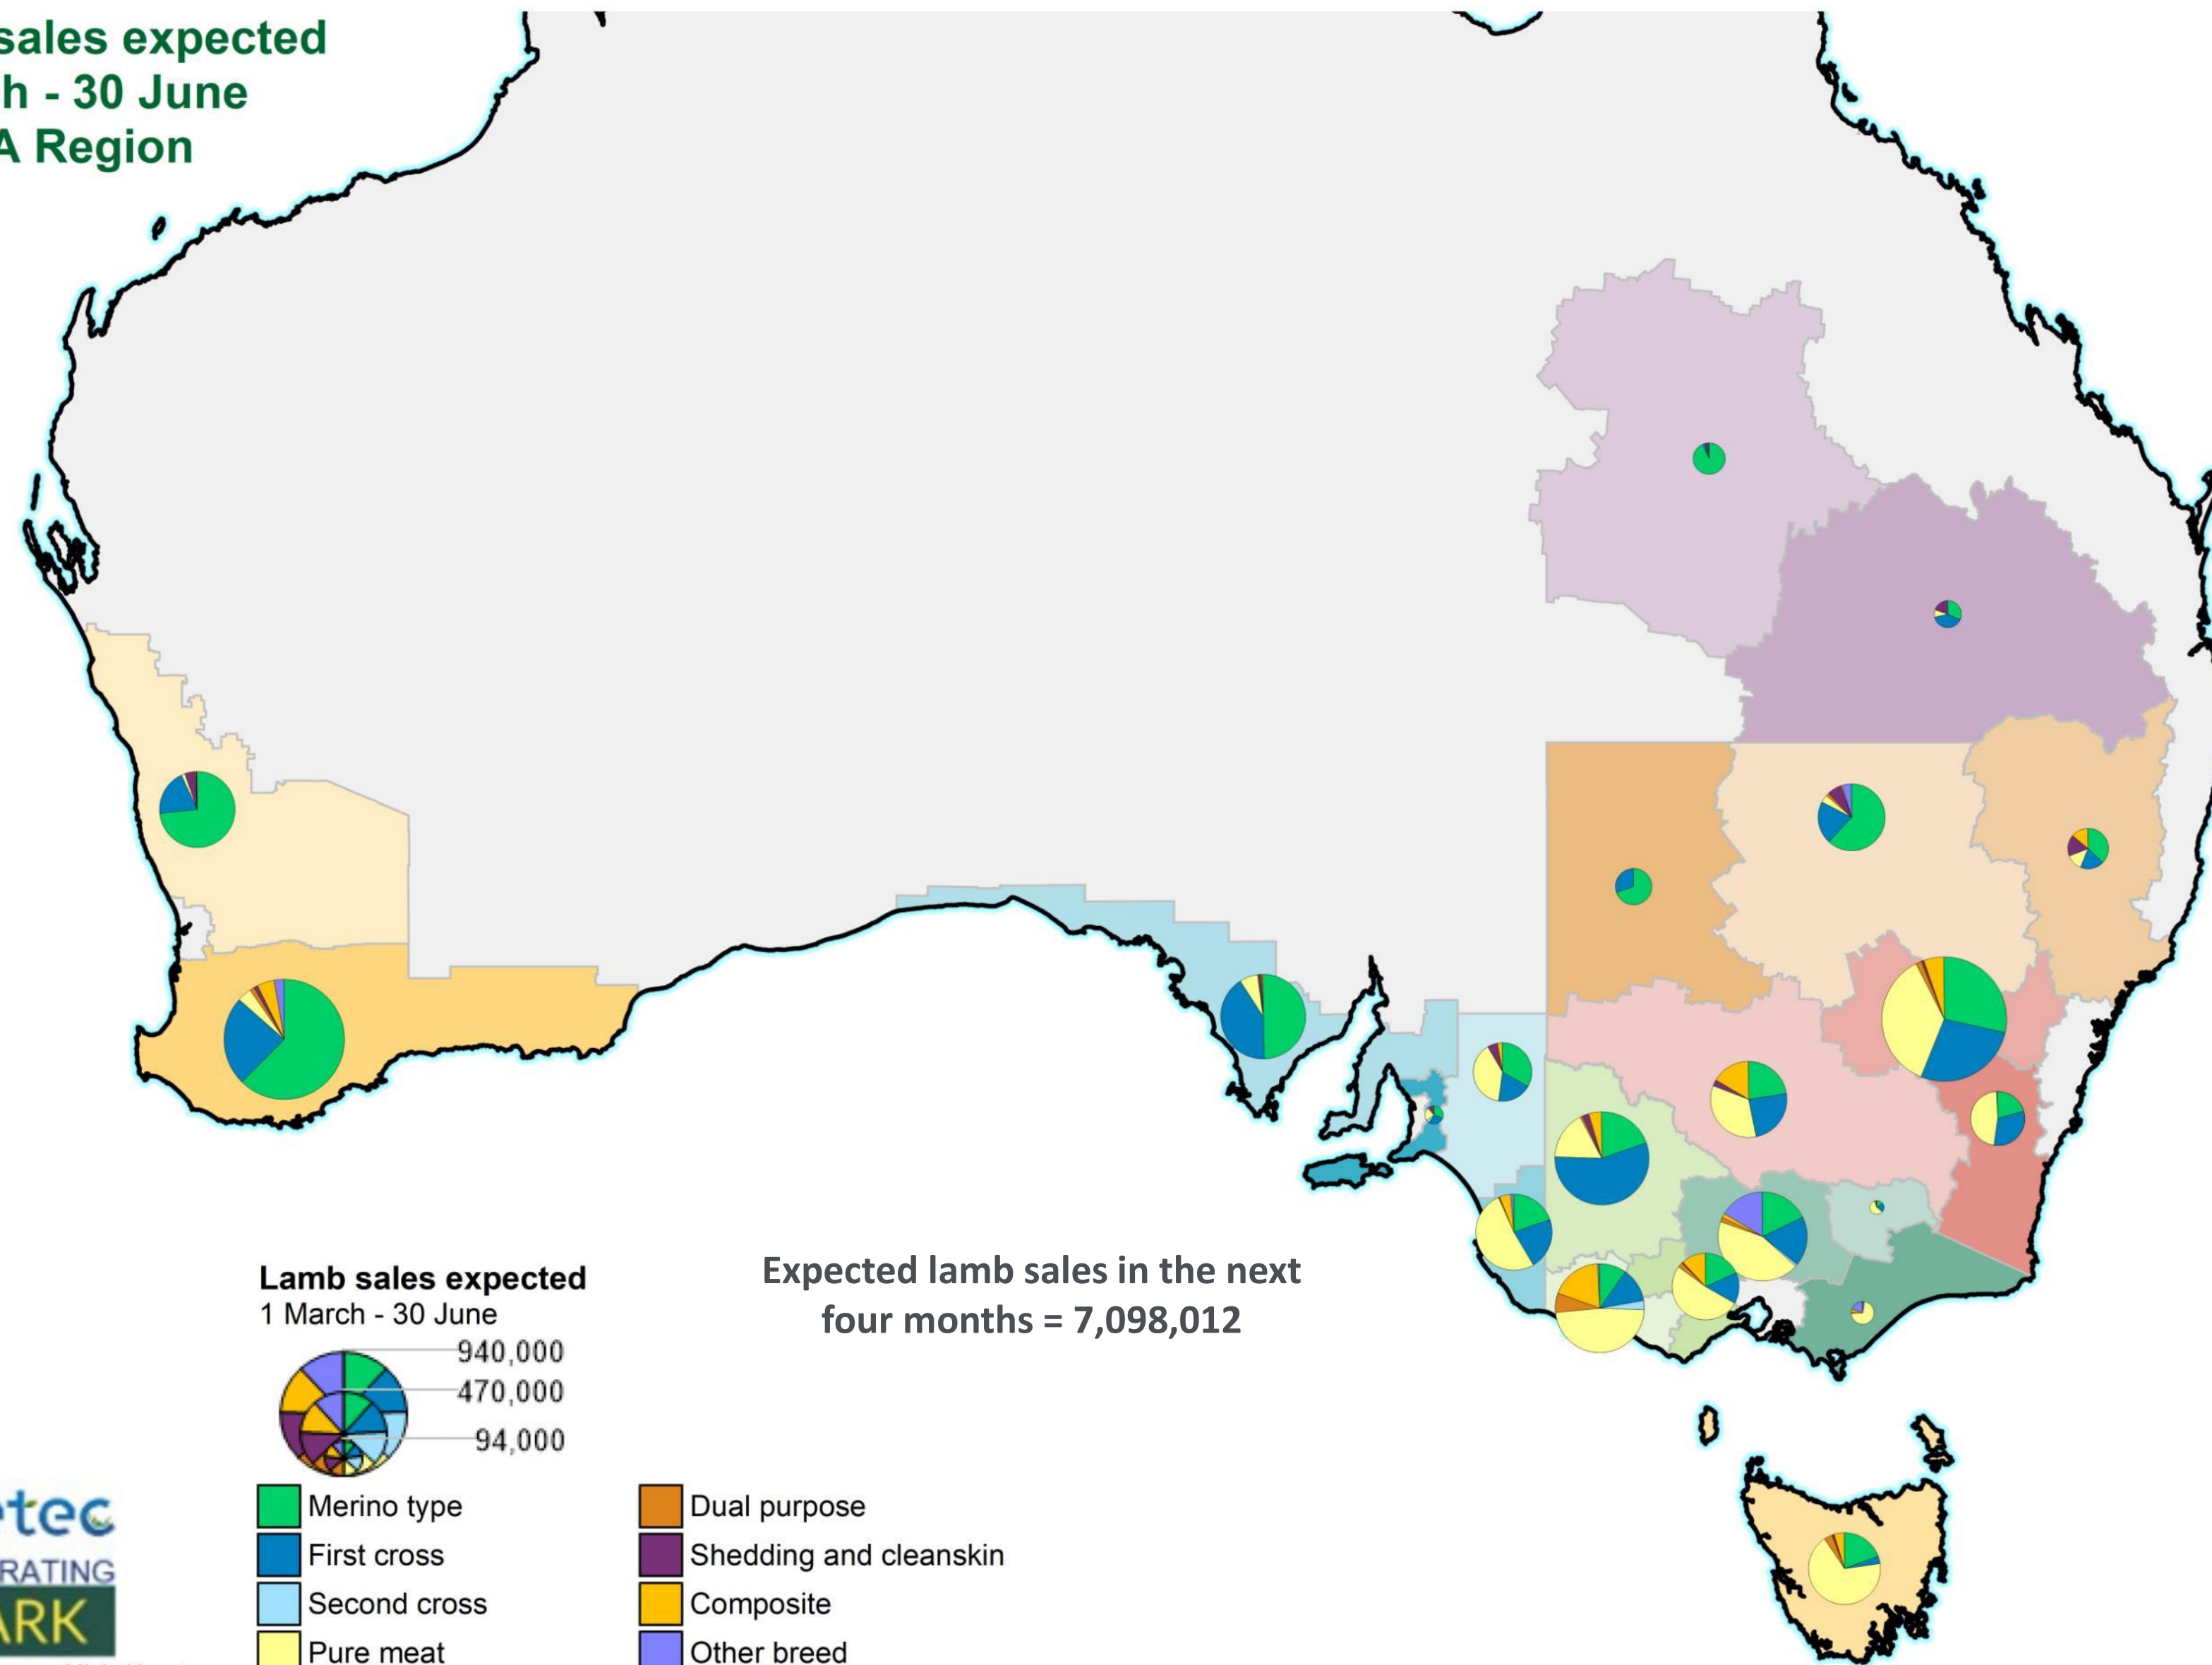 sales expected
h - 30 June
A Region
Expected lamb sales in the next
four months = 7,098,012
Lamb sales expected
1 March - 30 June
940,000
470,000
94,000
Merino type
First cross
Second cross
Pure meat
Dual purpose
Shedding and cleanskin
Composite
Other breed
etec
RATING
ARK